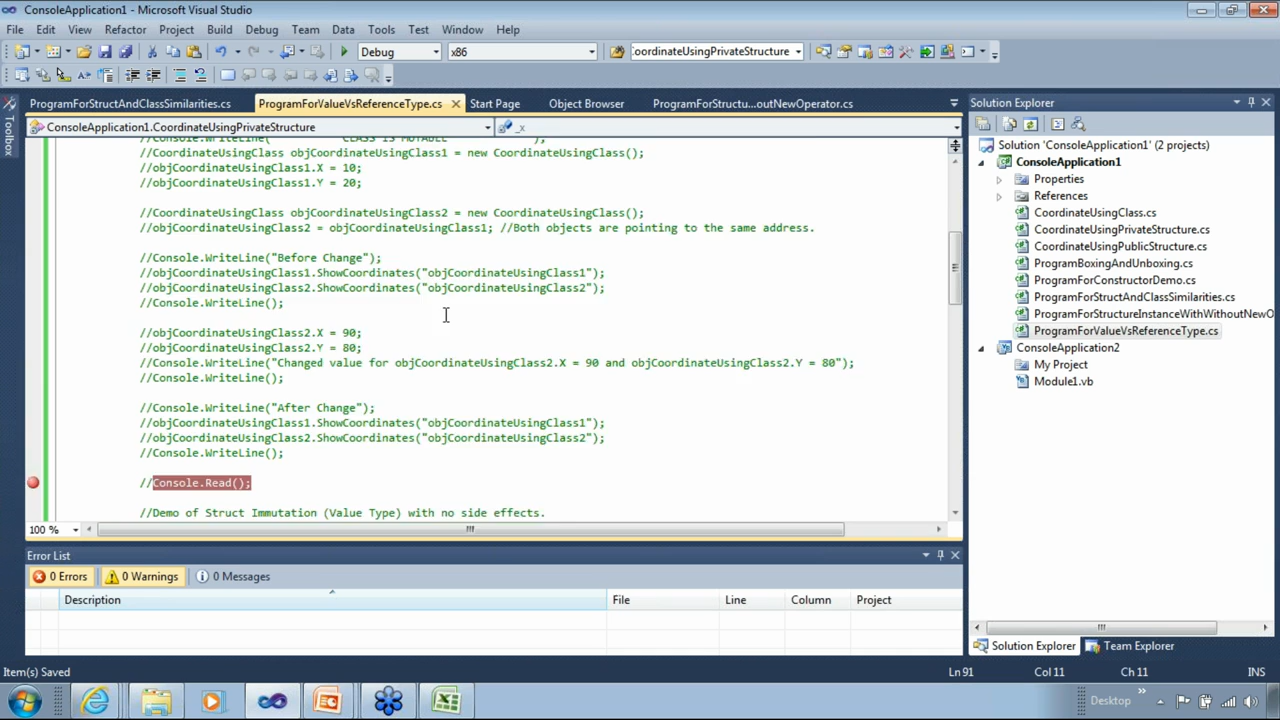 ConsoleApplication1 - Microsoft Visual Studio
File Edit View Refactor Project Build Debug Team Data Tools Test Window Help
Debug x86 :oordinateUsingPrivateStructure
ProgramForStructAndClassSimilarities.cs ProgramForValueVsReferenceType.cs Start Page Object Browser ProgramForStructu...outNewOperator.cs
ConsoleApplication1.CoordinateUsingPrivateStructure _x
Toolbox
//Console.WriteLine(" CLASS IS MUTABLE ");
//CoordinateUsingClass objCoordinateUsingClass1 = new CoordinateUsingClass();
//objCoordinateUsingClass1.X = 10;
//objCoordinateUsingClass1.Y = 20;
//CoordinateUsingClass objCoordinateUsingClass2 = new CoordinateUsingClass();
//objCoordinateUsingClass2 = objCoordinateUsingClass1; //Both objects are pointing to the same address.
//Console.WriteLine("Before Change");
//objCoordinateUsingClass1.ShowCoordinates("objCoordinateUsingClass1");
//objCoordinateUsingClass2.ShowCoordinates("objCoordinateUsingClass2");
//Console.WriteLine();
//objCoordinateUsingClass2.X = 90;
//objCoordinateUsingClass2.Y = 80;
//Console.WriteLine("Changed value for objCoordinateUsingClass2.X = 90 and objCoordinateUsingClass2.Y = 80");
//Console.WriteLine();
//Console.WriteLine("After Change");
//objCoordinateUsingClass1.ShowCoordinates("objCoordinateUsingClass1");
//objCoordinateUsingClass2.ShowCoordinates("objCoordinateUsingClass2");
//Console.WriteLine();
//Console.Read();
//Demo of Struct Immutation (Value Type) with no side effects.
100 %
Error List
0 Errors 0 Warnings 0 Messages
Description File Line Column Project
Solution Explorer
Solution 'ConsoleApplication1' (2 projects)
ConsoleApplication1
Properties
References
CoordinateUsingClass.cs
CoordinateUsingPrivateStructure.cs
CoordinateUsingPublicStructure.cs
ProgramBoxingAndUnboxing.cs
ProgramForConstructorDemo.cs
ProgramForStructAndClassSimilarities.cs
ProgramForStructureInstanceWithWithoutNewO
ProgramForValueVsReferenceType.cs
ConsoleApplication2
My Project
Module1.vb
Solution Explorer Team Explorer
Item(s) Saved Ln 91 Col 11 Ch 11 INS
Desktop